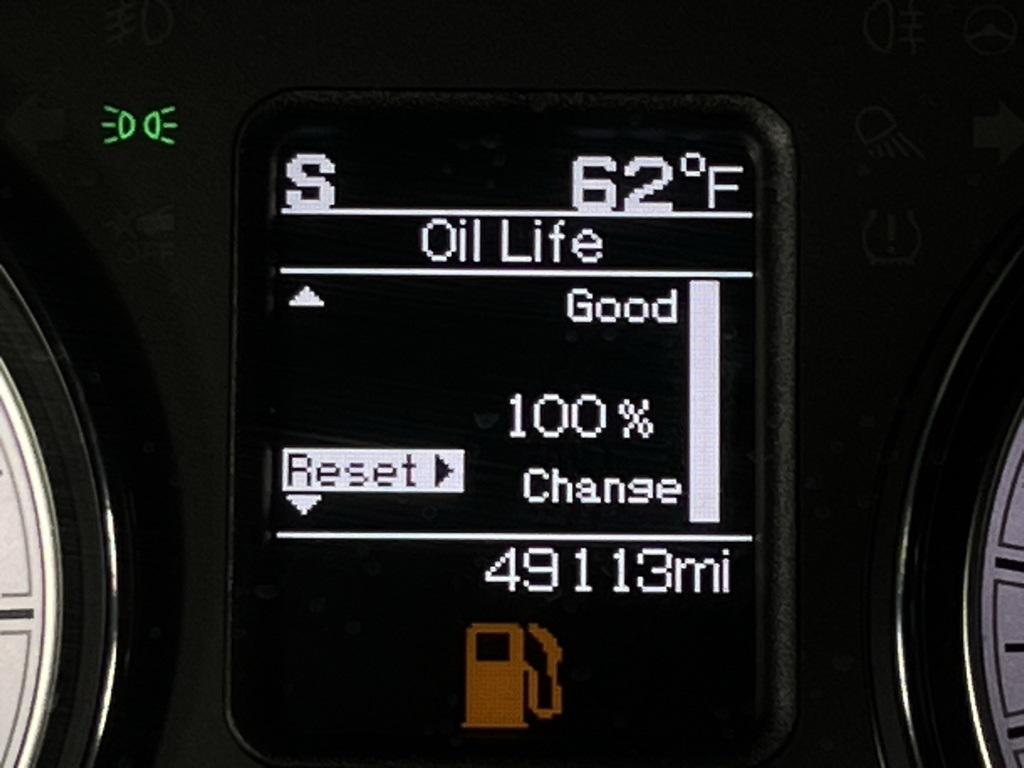 S 62°F
Oil Life
Good
100%
Reset
Change
49113mi